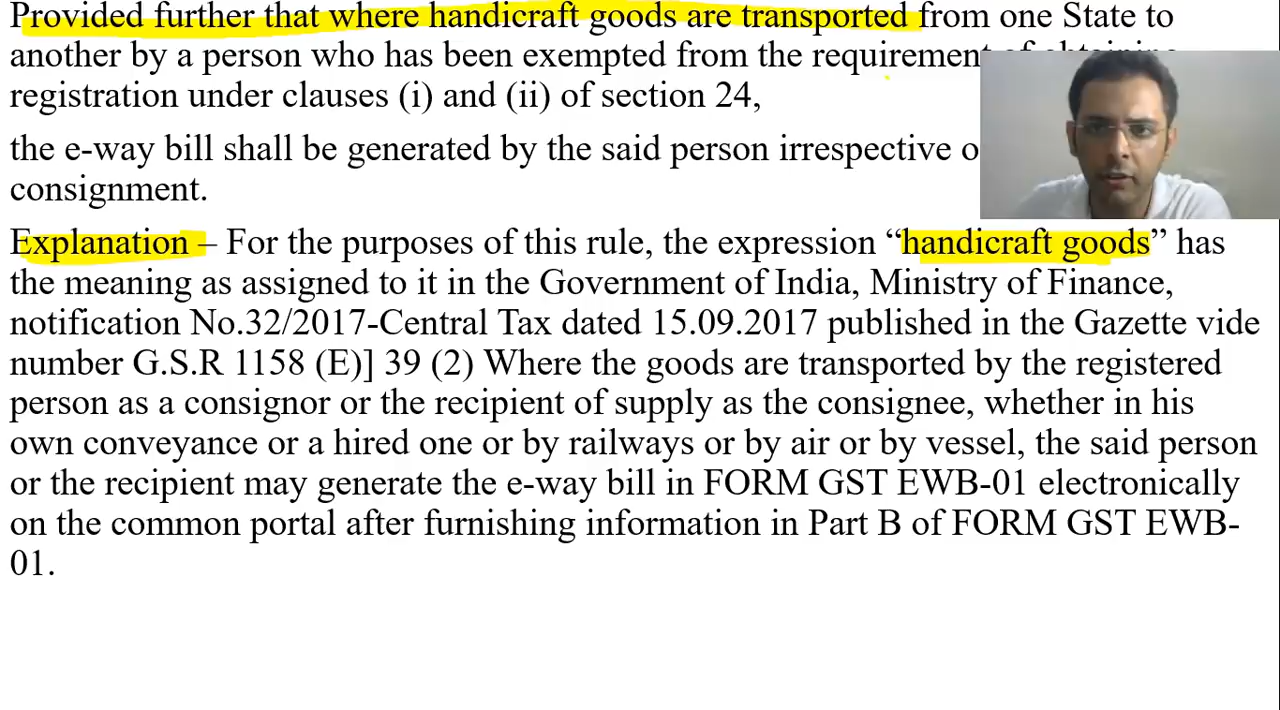 Provided further that where handicraft goods are transported from one State to
another by a person who has been exempted from the requirement of obtaining
registration under clauses (i) and (ii) of section 24,
the e-way bill shall be generated by the said person irrespective
consignment.
Explanation – For the purposes of this rule, the expression “handicraft goods” has
the meaning as assigned to it in the Government of India, Ministry of Finance,
notification No.32/2017-Central Tax dated 15.09.2017 published in the Gazette vide
number G.S.R 1158 (E)] 39 (2) Where the goods are transported by the registered
person as a consignor or the recipient of supply as the consignee, whether in his
own conveyance or a hired one or by railways or by air or by vessel, the said person
or the recipient may generate the e-way bill in FORM GST EWB-01 electronically
on the common portal after furnishing information in Part B of FORM GST EWB-
01.